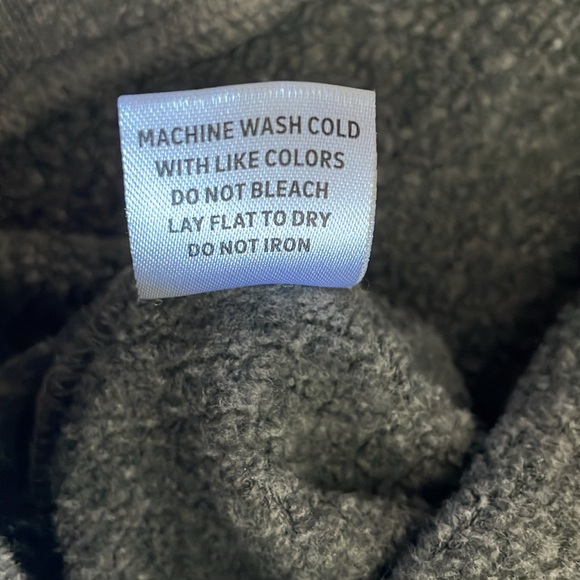 MACHINE WASH COLD
WITH LIKE COLORS
DO NOT BLEACH
LAY FLAT TO DRY
DO NOT IRON